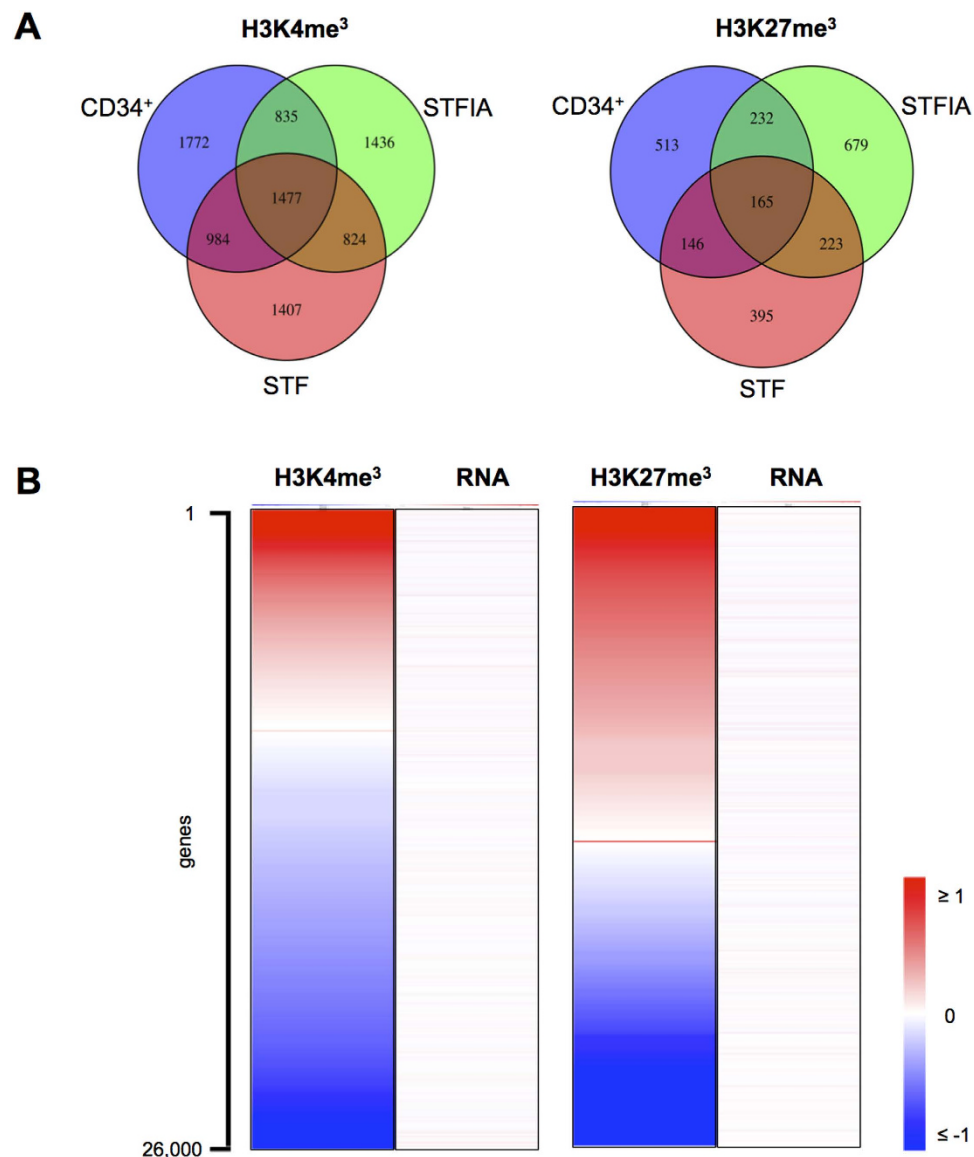 A
H3K4me³
H3K27me³
CD34⁺
STFIA
1772
835
1436
1477
984
824
1407
STF
CD34⁺
STFIA
513
232
679
165
146
223
395
STF
B
H3K4me³
RNA
H3K27me³
RNA
1
genes
26.000
≥ 1
0
≤ -1